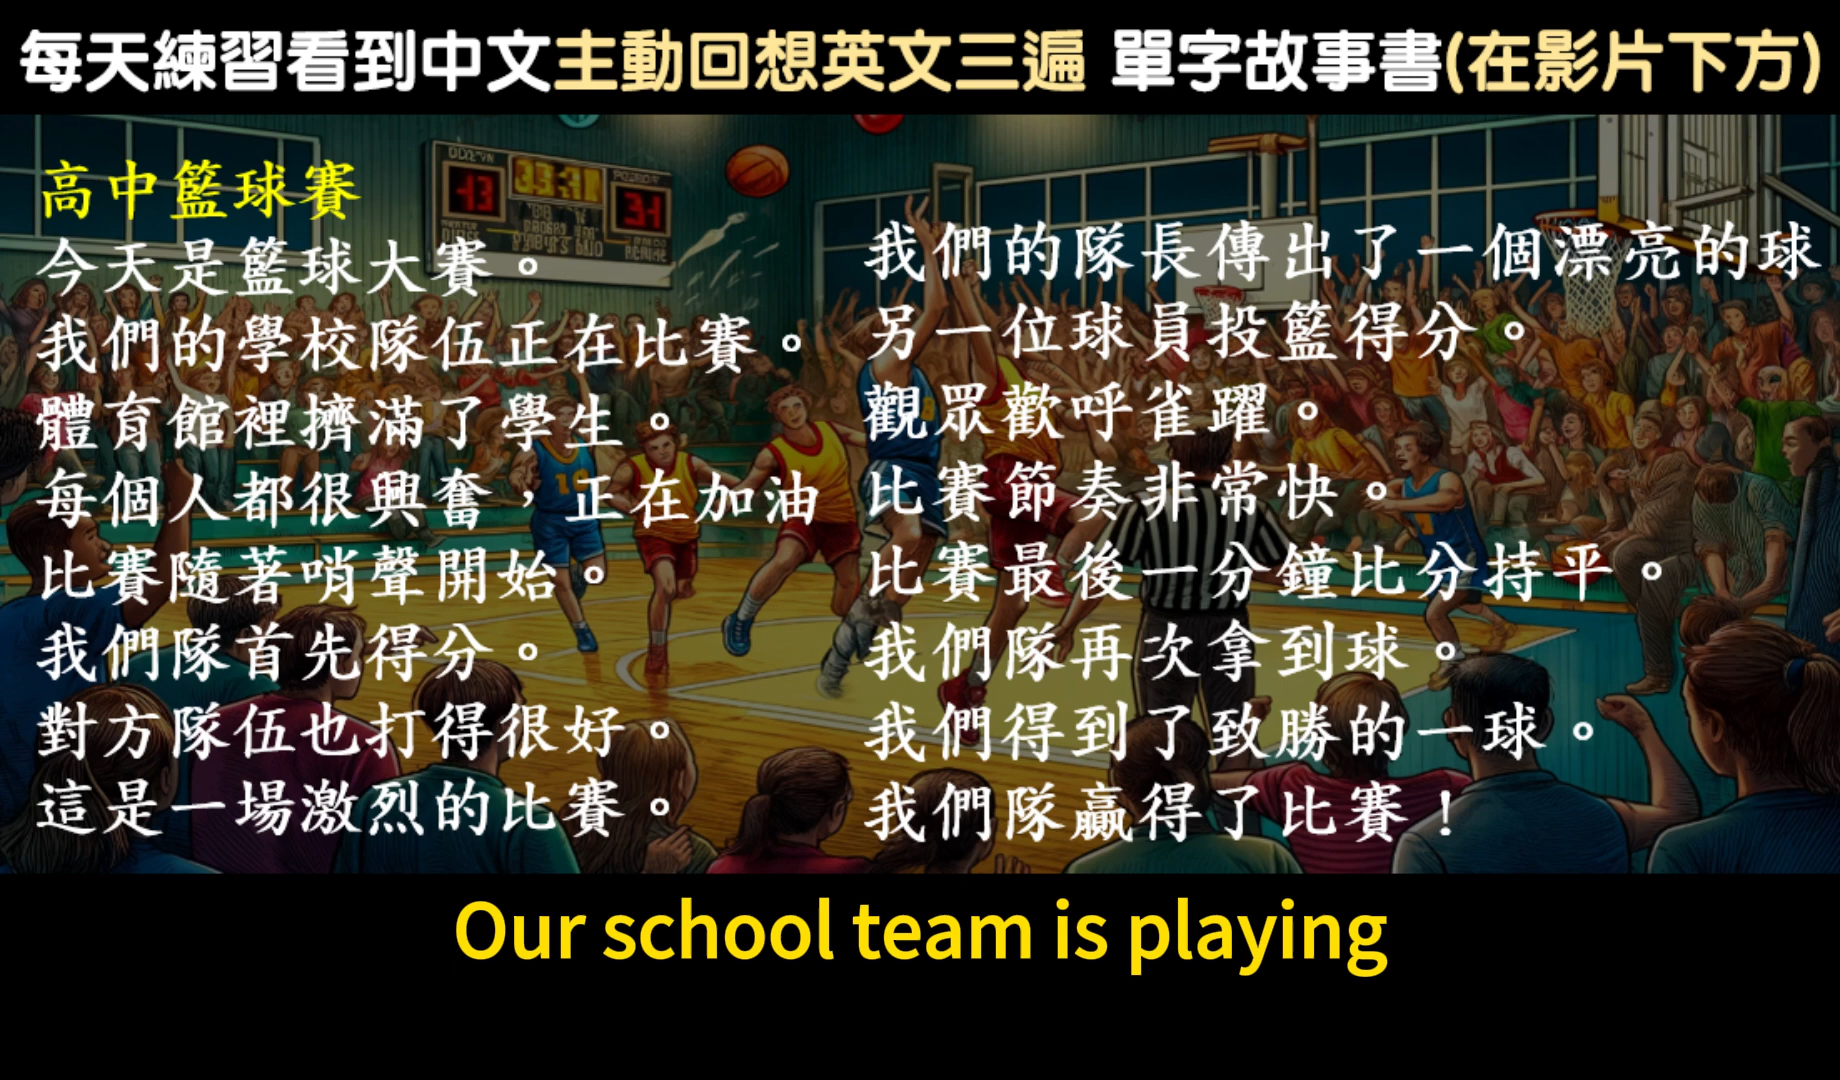 每天練習看到中文主動回想英文三遍 單字故事書(在影片下方)
高中籃球賽
今天是籃球大賽。
我們的學校隊伍正在比賽。
體育館裡擠滿了學生。
每個人都很興奮，正在加油
比賽隨著哨聲開始。
我們隊首先得分。
對方隊伍也打得很好。
這是一場激烈的比賽。
我們的隊長傳出了一個漂亮的球
另一位球員投籃得分。
觀眾歡呼雀躍。
比賽節奏非常快。
比賽最後一分鐘比分持平。
我們隊再次拿到球。
我們得到了致勝的一球。
我們隊贏得了比賽！
Our school team is playing